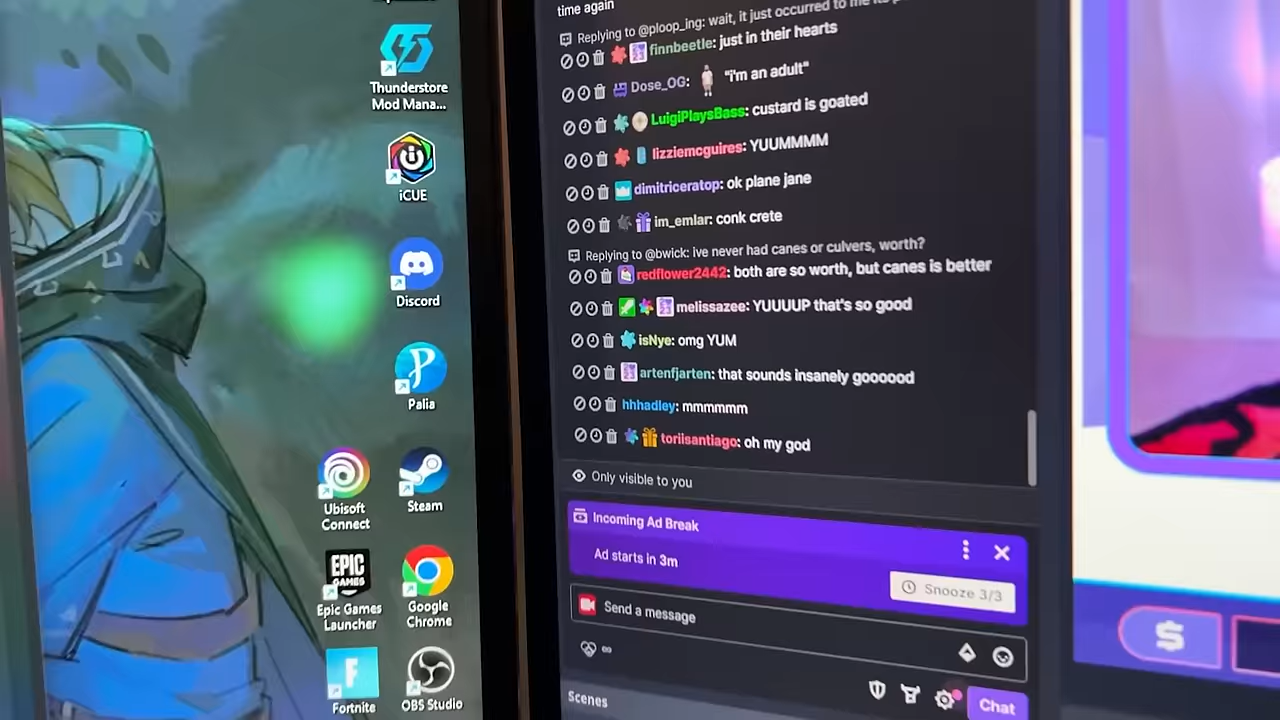 Thunderstore
Mod Mana...
iCUE
Discord
Palia
Ubisoft
Connect
Steam
EPIC
GAMES
Epic Games
Launcher
Google
Chrome
F
Fortnite
OBS Studio
time again
Replying to @ploop_ing: wait, it just occurred to me
finnbeetle: just in their hearts
Dose_OG: "i'm an adult"
LuigiPlaysBass: custard is goated
lizziemcguires: YUUMMMM
dimitriceratop: ok plane jane
im_emlar: conk crete
Replying to @bwick: ive never had canes or culvers, worth?
redflower2442: both are so worth, but canes is better
melissazee: YUUUUP that's so good
isNye: omg YUM
artenfjarten: that sounds insanely goooood
hhhadley: mmmmmm
toriisantiago: oh my god
Only visible to you
Incoming Ad Break
Ad starts in 3m
Snooze 3/3
Send a message
∞
Chat
Scenes
$